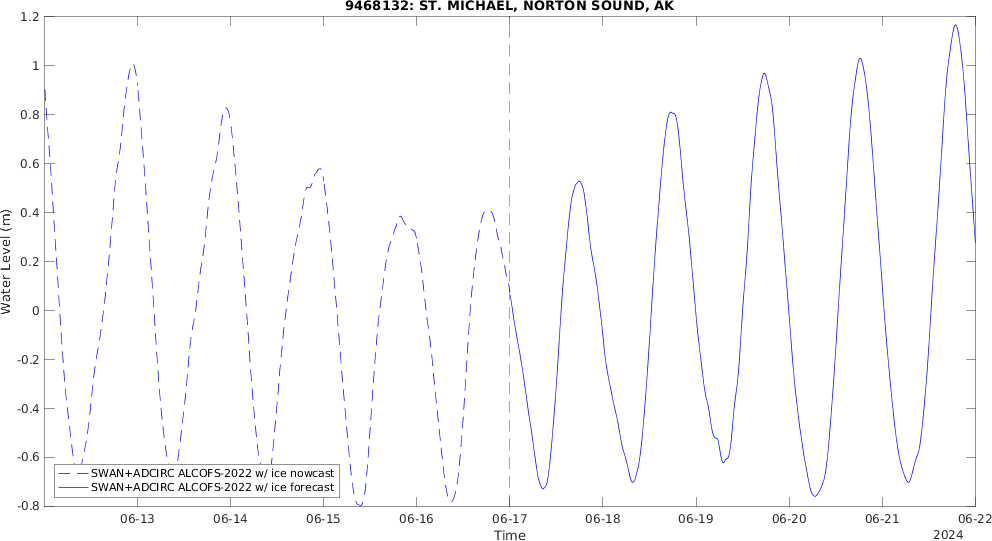 9468132: ST. MICHAEL, NORTON SOUND, AK
1.2
1
0.8
0.6
0.4
0.2
0
-0.2
-0.4
-0.6
-0.8
Water Level (m)
SWAN+ADCIRC ALCOFS-2022 w/ ice nowcast
SWAN+ADCIRC ALCOFS-2022 w/ ice forecast
06-13 06-14 06-15 06-16 06-17 06-18 06-19 06-20 06-21 06-22
Time
2024